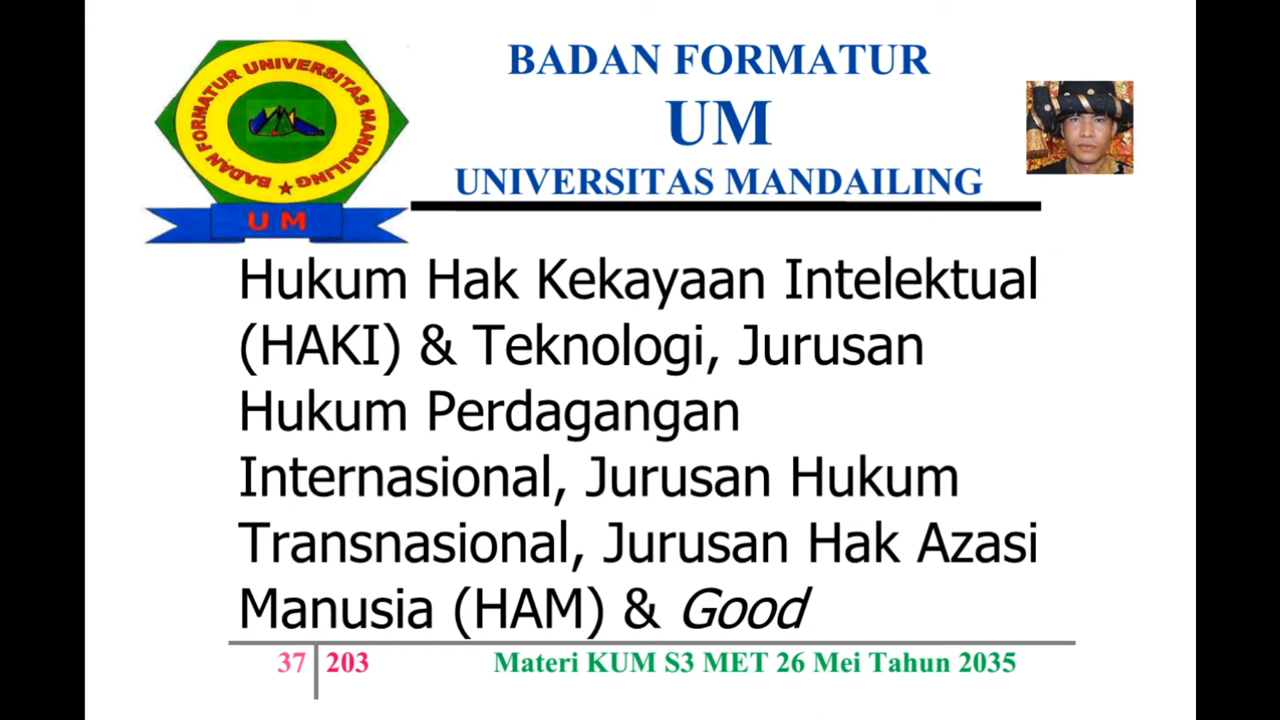 BADAN FORMATUR UNIVERSITAS MANDAILING
UM
BADAN FORMATUR
UM
UNIVERSITAS MANDAILING
Hukum Hak Kekayaan Intelektual
(HAKI) & Teknologi, Jurusan
Hukum Perdagangan
Internasional, Jurusan Hukum
Transnasional, Jurusan Hak Azasi
Manusia (HAM) & Good
37 203 Materi KUM S3 MET 26 Mei Tahun 2035